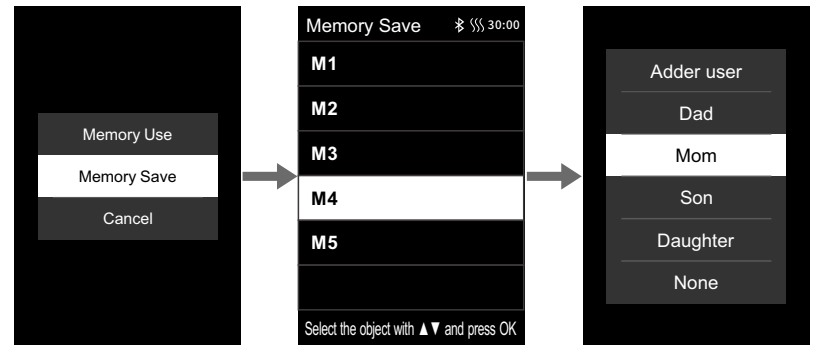 Memory Use
Memory Save
Cancel
Memory Save 30:00
M1
M2
M3
M4
M5
Select the object with ▲▼ and press OK
Adder user
Dad
Mom
Son
Daughter
None